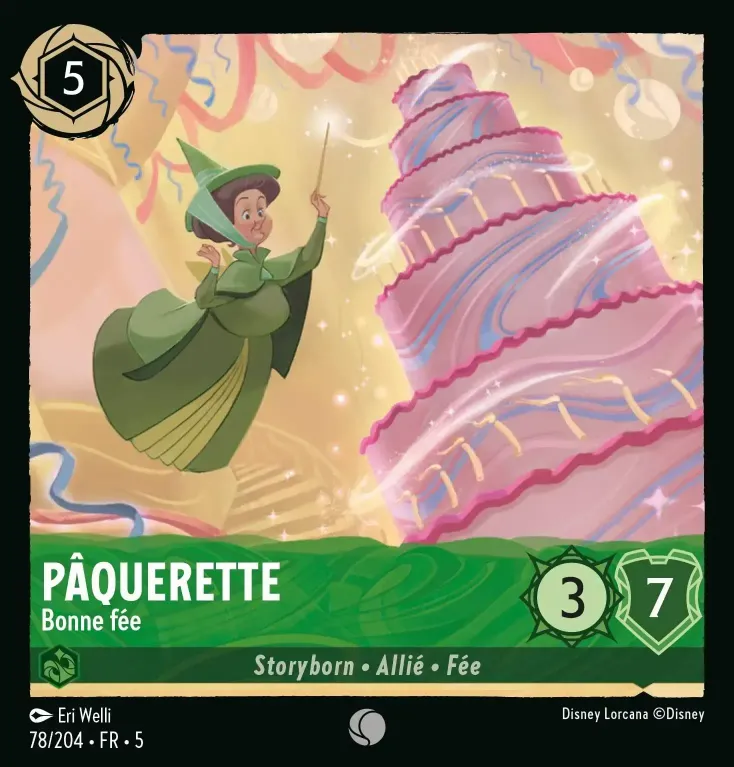 5
PÂQUERETTE
Bonne fée
3
7
Storyborn • Allié • Fée
Eri Welli
Disney Lorcana ©Disney
78/204 • FR • 5